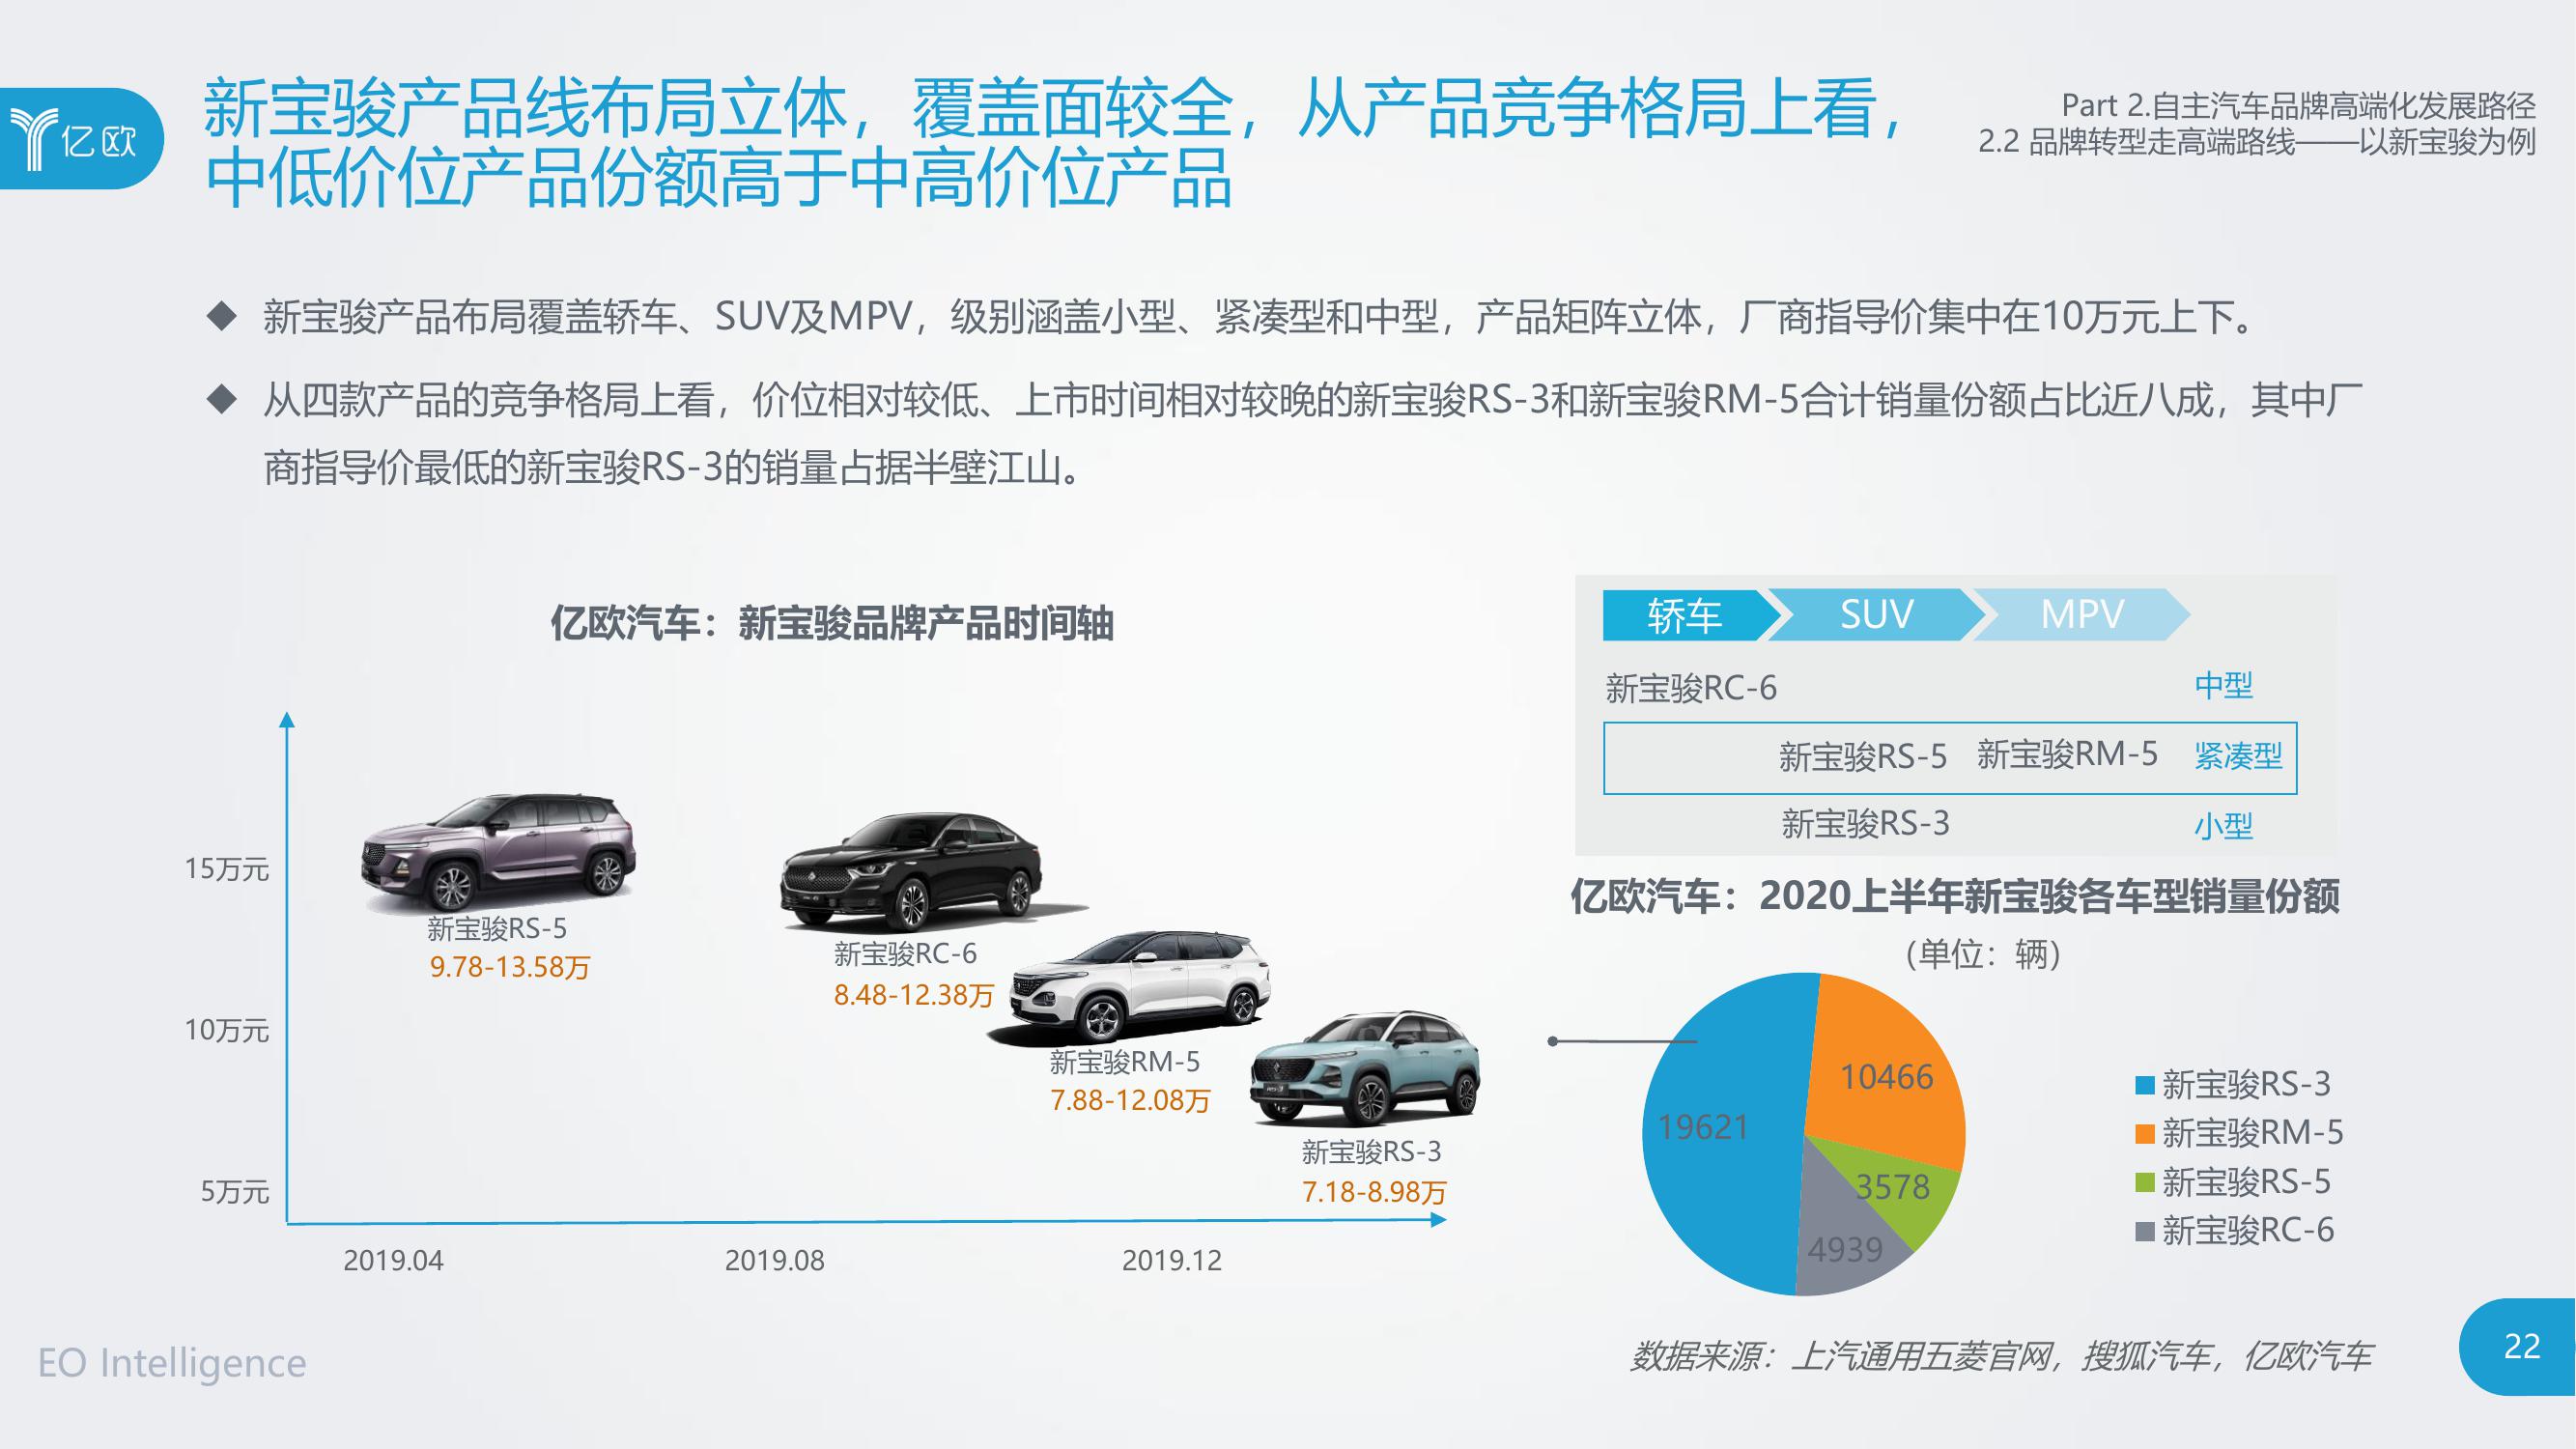 亿欧
新宝骏产品线布局立体，覆盖面较全，从产品竞争格局上看，
中低价位产品份额高于中高价位产品
Part 2.自主汽车品牌高端化发展路径
2.2 品牌转型走高端路线——以新宝骏为例
◆ 新宝骏产品布局覆盖轿车、SUV及MPV，级别涵盖小型、紧凑型和中型，产品矩阵立体，厂商指导价集中在10万元上下。
◆ 从四款产品的竞争格局上看，价位相对较低、上市时间相对较晚的新宝骏RS-3和新宝骏RM-5合计销量份额占比近八成，其中厂
商指导价最低的新宝骏RS-3的销量占据半壁江山。
亿欧汽车：新宝骏品牌产品时间轴
15万元
10万元
5万元
新宝骏RS-5
9.78-13.58万
新宝骏RC-6
8.48-12.38万
新宝骏RM-5
7.88-12.08万
新宝骏RS-3
7.18-8.98万
2019.04 2019.08 2019.12
轿车 SUV MPV
新宝骏RC-6 中型
新宝骏RS-5 新宝骏RM-5 紧凑型
新宝骏RS-3 小型
亿欧汽车：2020上半年新宝骏各车型销量份额
（单位：辆）
10466
19621
3578
4939
新宝骏RS-3
新宝骏RM-5
新宝骏RS-5
新宝骏RC-6
数据来源：上汽通用五菱官网，搜狐汽车，亿欧汽车
EO Intelligence
22